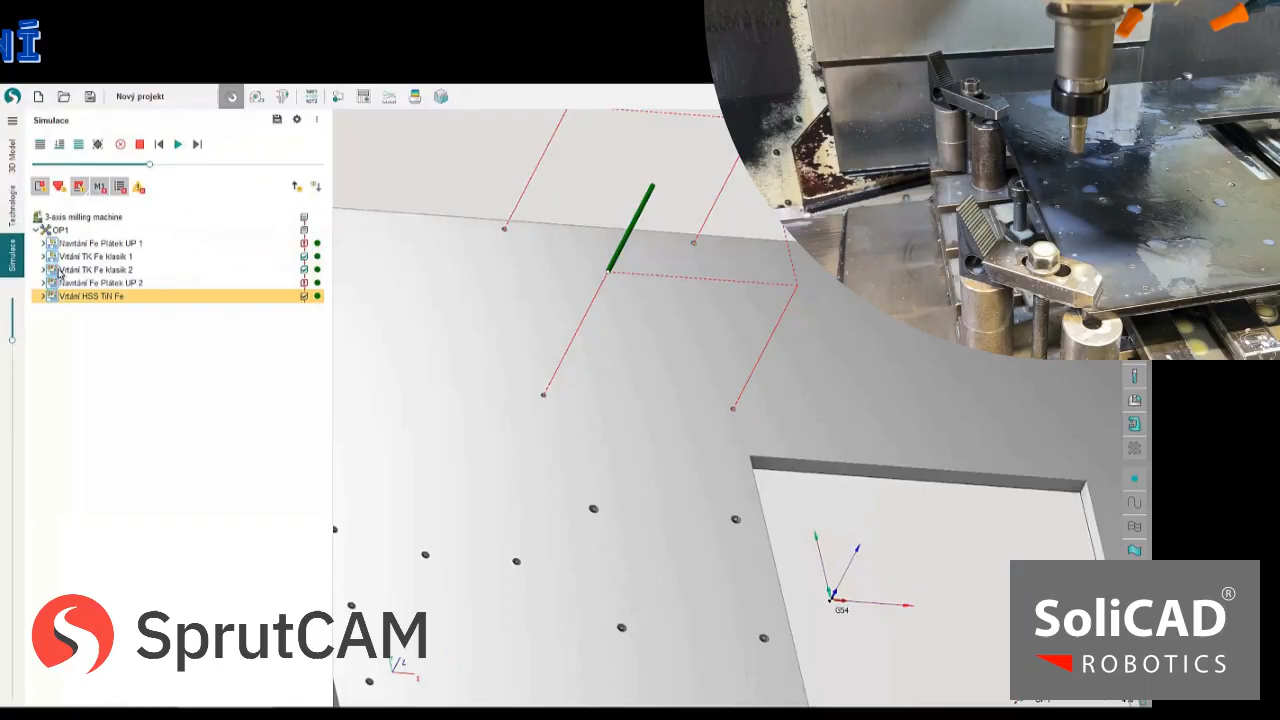 NÍ
Nový projekt
Simulace
3D Model
Technologie
Simulace
3-axis milling machine
OP1
Navrtání Fe Plátek UP 1
Vrtání TK Fe klasik 1
Vrtání TK Fe klasik 2
Navrtání Fe Plátek UP 2
Vrtání HSS TiN Fe
G54
SprutCAM
SoliCAD®
ROBOTICS